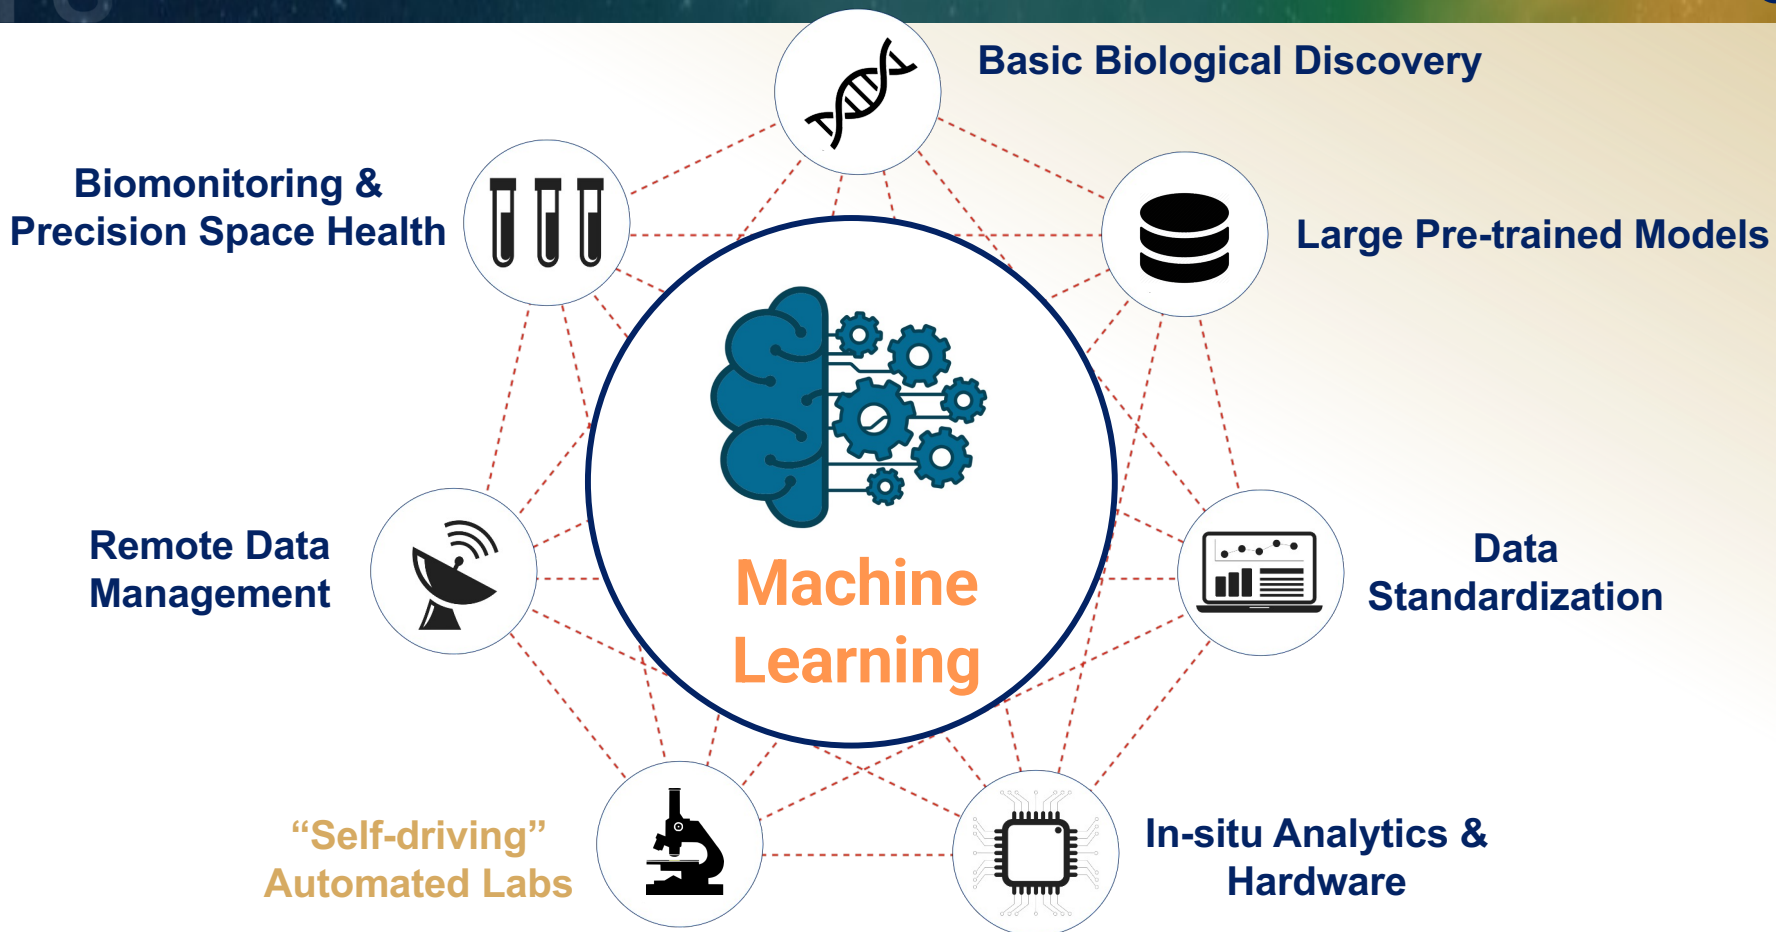 Basic Biological Discovery
Biomonitoring &
Precision Space Health
Large Pre-trained Models
Machine
Learning
Remote Data
Management
Data
Standardization
“Self-driving”
Automated Labs
In-situ Analytics &
Hardware